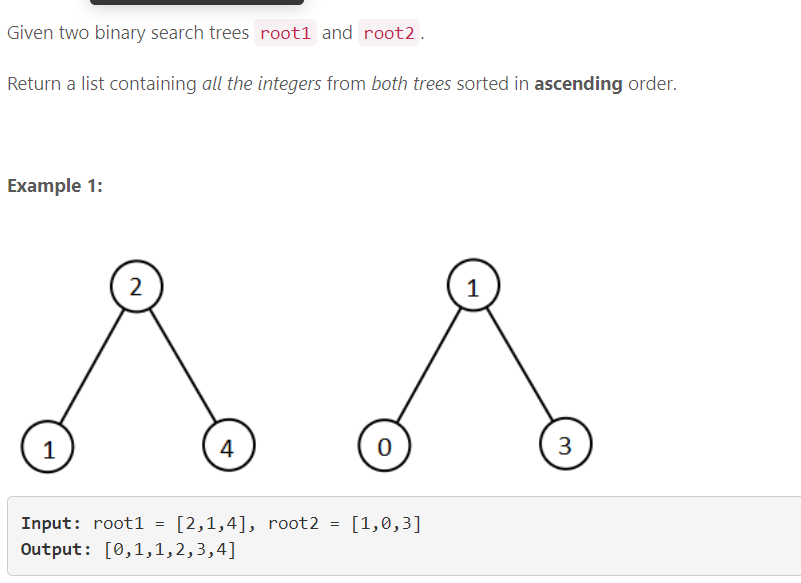 Given two binary search trees root1 and root2.
Return a list containing all the integers from both trees sorted in ascending order.
Example 1:
2 1
1 4 0 3
Input: root1 = [2,1,4], root2 = [1,0,3]
Output: [0,1,1,2,3,4]